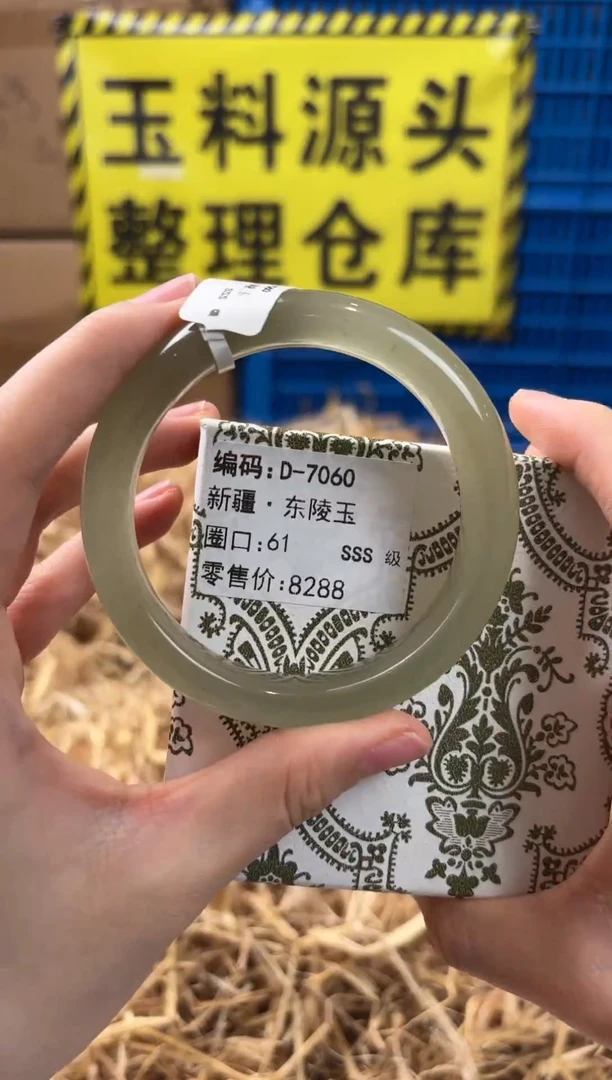 玉料源头
整理仓库
SSS
编码:D-7060
新疆·东陵玉
圈口:61 SSS 级
零售价:8288